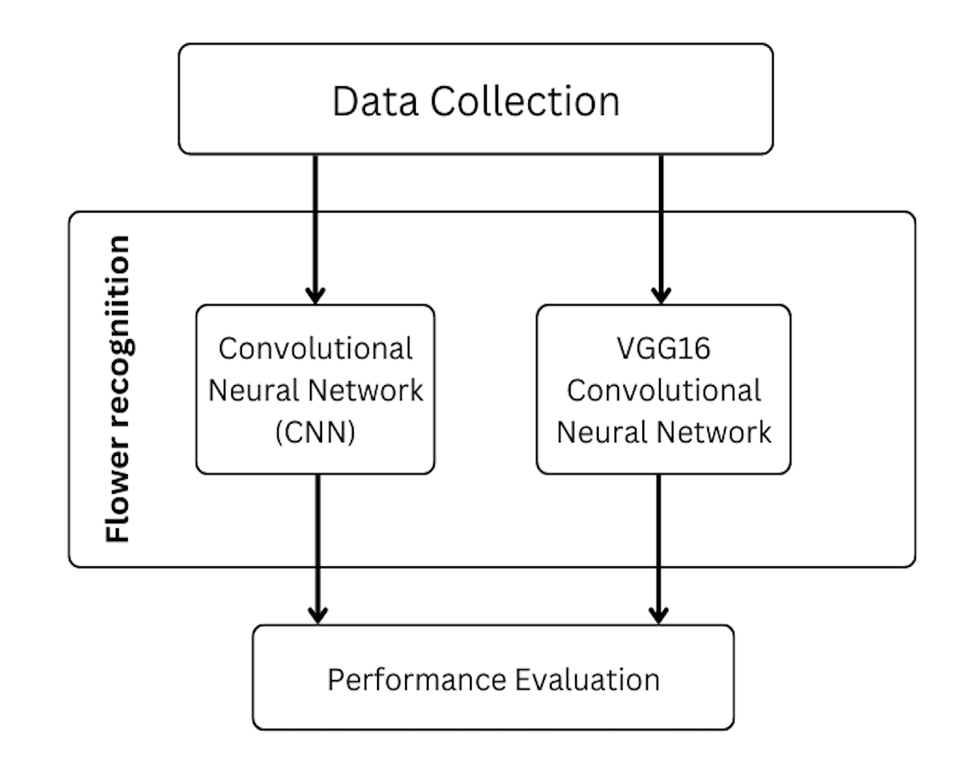 Data Collection
Flower recogniition
Convolutional
Neural Network
(CNN)
VGG16
Convolutional
Neural Network
Performance Evaluation